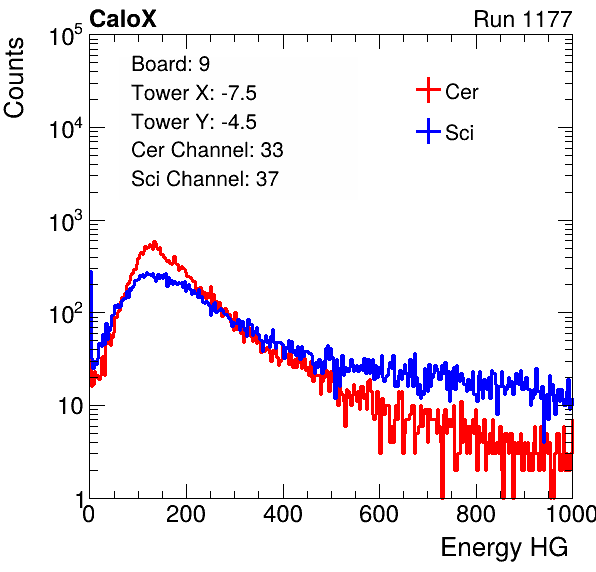 CaloX Run 1177
Counts
Board: 9
Tower X: -7.5
Tower Y: -4.5
Cer Channel: 33
Sci Channel: 37
Cer
Sci
10^5
10^4
10^3
10^2
10
1
0 200 400 600 800 1000
Energy HG